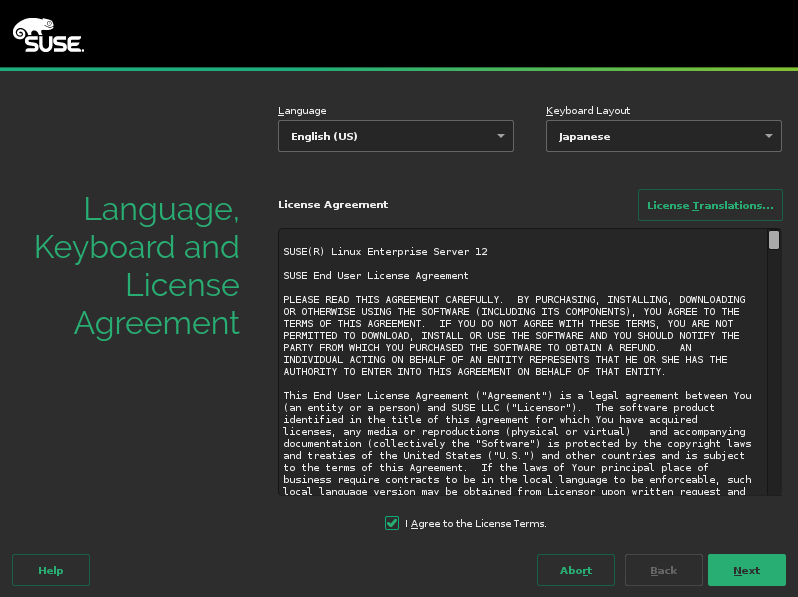 SUSE.
Language
Keyboard Layout
English (US)
Japanese
Language,
Keyboard and
License
Agreement
License Agreement
License Translations...
SUSE(R) Linux Enterprise Server 12
SUSE End User License Agreement
PLEASE READ THIS AGREEMENT CAREFULLY.  BY PURCHASING, INSTALLING, DOWNLOADING
OR OTHERWISE USING THE SOFTWARE (INCLUDING ITS COMPONENTS), YOU AGREE TO THE
TERMS OF THIS AGREEMENT.  IF YOU DO NOT AGREE WITH THESE TERMS, YOU ARE NOT
PERMITTED TO DOWNLOAD, INSTALL OR USE THE SOFTWARE AND YOU SHOULD NOTIFY THE
PARTY FROM WHICH YOU PURCHASED THE SOFTWARE TO OBTAIN A REFUND.   AN
INDIVIDUAL ACTING ON BEHALF OF AN ENTITY REPRESENTS THAT HE OR SHE HAS THE
AUTHORITY TO ENTER INTO THIS AGREEMENT ON BEHALF OF THAT ENTITY.
This End User License Agreement ("Agreement") is a legal agreement between You
(an entity or a person) and SUSE LLC ("Licensor").  The software product
identified in the title of this Agreement for which You have acquired
licenses, any media or reproductions (physical or virtual)   and accompanying
documentation (collectively the "Software") is protected by the copyright laws
and treaties of the United States ("U.S.") and other countries and is subject
to the terms of this Agreement.  If the laws of Your principal place of
business require contracts to be in the local language to be enforceable, such
local language version may be obtained from Licensor upon written request and
I Agree to the License Terms.
Help
Abort
Back
Next